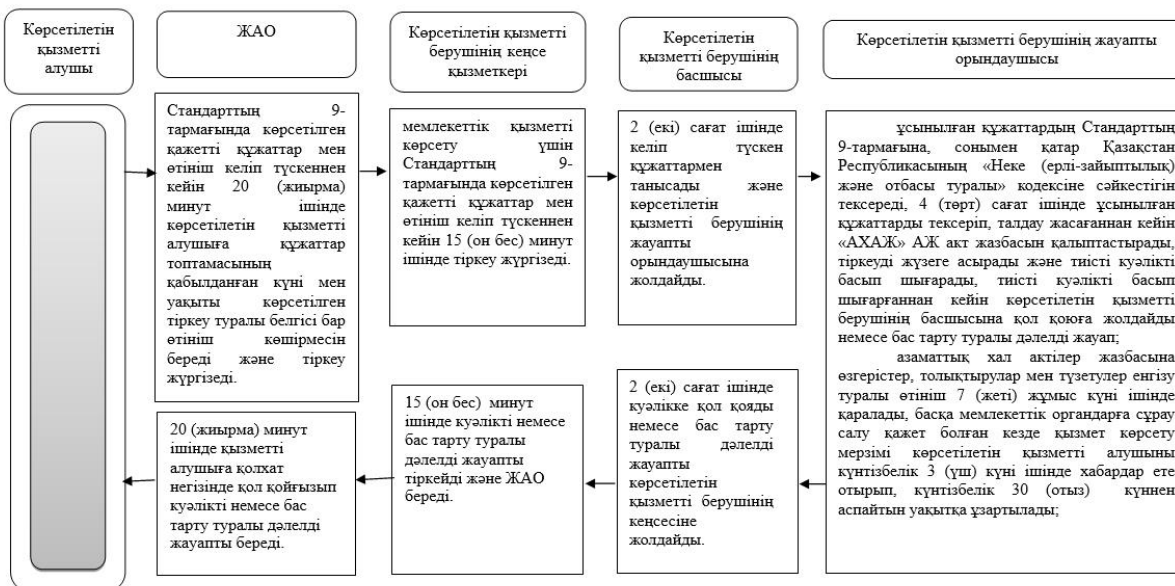 Көрсетілетін
қызметті
алушы
ЖАО
Көрсетілетін қызметті
берушінің кеңсе
қызметкері
Көрсетілетін
қызметті берушінің
басшысы
Көрсетілетін қызметті берушінің жауапты
орындаушысы
Стандарттың 9-
тармағында көрсетілген
қажетті құжаттар мен
өтініш келіп түскеннен
кейін 20 (жиырма)
минут ішінде
көрсетілетін қызметті
алушыға құжаттар
топтамасының
қабылданған күні мен
уақыты көрсетілген
тіркеу туралы белгісі бар
өтініш көшірмесін
береді және тіркеу
жүргізеді.
мемлекеттік қызметті
көрсету үшін
Стандарттың 9-
тармағында көрсетілген
қажетті құжаттар мен
өтініш келіп түскеннен
кейін 15 (он бес) минут
ішінде тіркеу жүргізеді.
2 (екі) сағат ішінде
келіп түскен
құжаттармен
танысады және
көрсетілетін
қызметті берушінің
жауапты
орындаушысына
жолдайды.
ұсынылған құжаттардың Стандарттың
9-тармағына, сонымен қатар Қазақстан
Республикасының «Неке (ерлі-зайыптылық)
және отбасы туралы» кодексіне сәйкестігін
тексереді, 4 (төрт) сағат ішінде ұсынылған
құжаттарды тексеріп, талдау жасағаннан кейін
«АХАЖ» АЖ акт жазбасын қалыптастырады,
тіркеуді жүзеге асырады және тиісті куәлікті
басып шығарады, тиісті куәлікті басып
шығарғаннан кейін көрсетілетін қызметті
берушінің басшысына қол қоюға жолдайды
немесе бас тарту туралы дәлелді жауап;
азаматтық хал актілер жазбасына
өзгерістер, толықтырулар мен түзетулер енгізу
туралы өтініш 7 (жеті) жұмыс күні ішінде
қаралады, басқа мемлекеттік органдарға сұрау
салу қажет болған кезде қызмет көрсету
мерзімі көрсетілетін қызметті алушыны
күнтізбелік 3 (үш) күні ішінде хабардар ете
отырып, күнтізбелік 30 (отыз) күннен
аспайтын уақытқа ұзартылады;
20 (жиырма) минут
ішінде қызметті
алушыға қолхат
негізінде қол қойғызып
куәлікті немесе бас
тарту туралы дәлелді
жауапты береді.
15 (он бес) минут
ішінде куәлікті немесе
бас тарту туралы
дәлелді жауапты
тіркейді және ЖАО
береді.
2 (екі) сағат ішінде
куәлікке қол қояды
немесе бас тарту
туралы дәлелді
жауапты
көрсетілетін
қызметті берушінің
кеңсесіне
жолдайды.